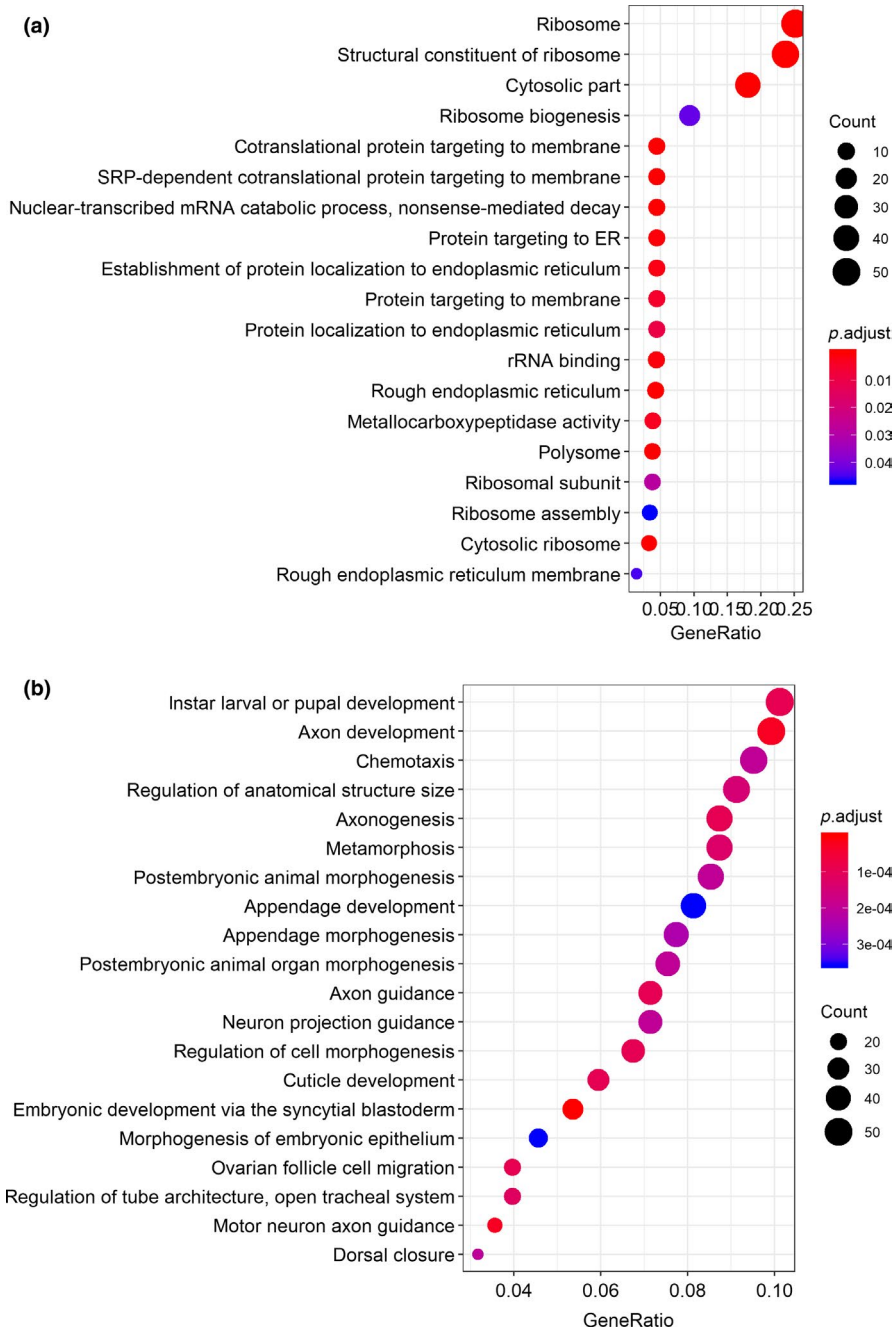 (a)
Ribosome
Structural constituent of ribosome
Cytosolic part
Ribosome biogenesis
Cotranslational protein targeting to membrane
SRP-dependent cotranslational protein targeting to membrane
Nuclear-transcribed mRNA catabolic process, nonsense-mediated decay
Protein targeting to ER
Establishment of protein localization to endoplasmic reticulum
Protein targeting to membrane
Protein localization to endoplasmic reticulum
rRNA binding
Rough endoplasmic reticulum
Metallocarboxypeptidase activity
Polysome
Ribosomal subunit
Ribosome assembly
Cytosolic ribosome
Rough endoplasmic reticulum membrane
0.05 0.10 0.15 0.20 0.25
GeneRatio
Count
10
20
30
40
50
p.adjust
0.01
0.02
0.03
0.04
(b)
Instar larval or pupal development
Axon development
Chemotaxis
Regulation of anatomical structure size
Axonogenesis
Metamorphosis
Postembryonic animal morphogenesis
Appendage development
Appendage morphogenesis
Postembryonic animal organ morphogenesis
Axon guidance
Neuron projection guidance
Regulation of cell morphogenesis
Cuticle development
Embryonic development via the syncytial blastoderm
Morphogenesis of embryonic epithelium
Ovarian follicle cell migration
Regulation of tube architecture, open tracheal system
Motor neuron axon guidance
Dorsal closure
0.04 0.06 0.08 0.10
GeneRatio
p.adjust
1e-04
2e-04
3e-04
Count
20
30
40
50